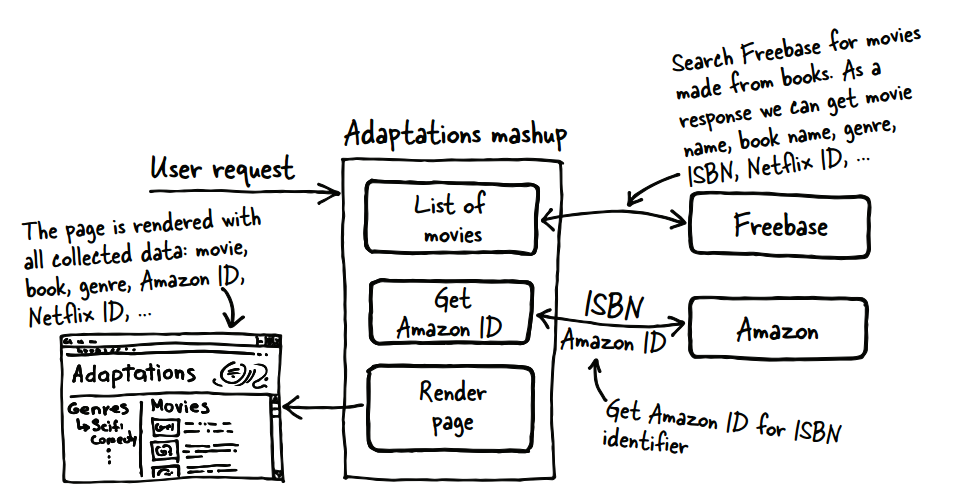 Search Freebase for movies
made from books. As a
response we can get movie
name, book name, genre,
ISBN, Netflix ID, ...
Adaptations mashup
User request
List of
movies
Freebase
The page is rendered with
all collected data: movie,
book, genre, Amazon ID,
Netflix ID, ...
Get
Amazon ID
ISBN
Amazon ID
Amazon
Adaptations
Genres
Scifi
Comedy
Movies
Render
page
Get Amazon ID for ISBN
identifier